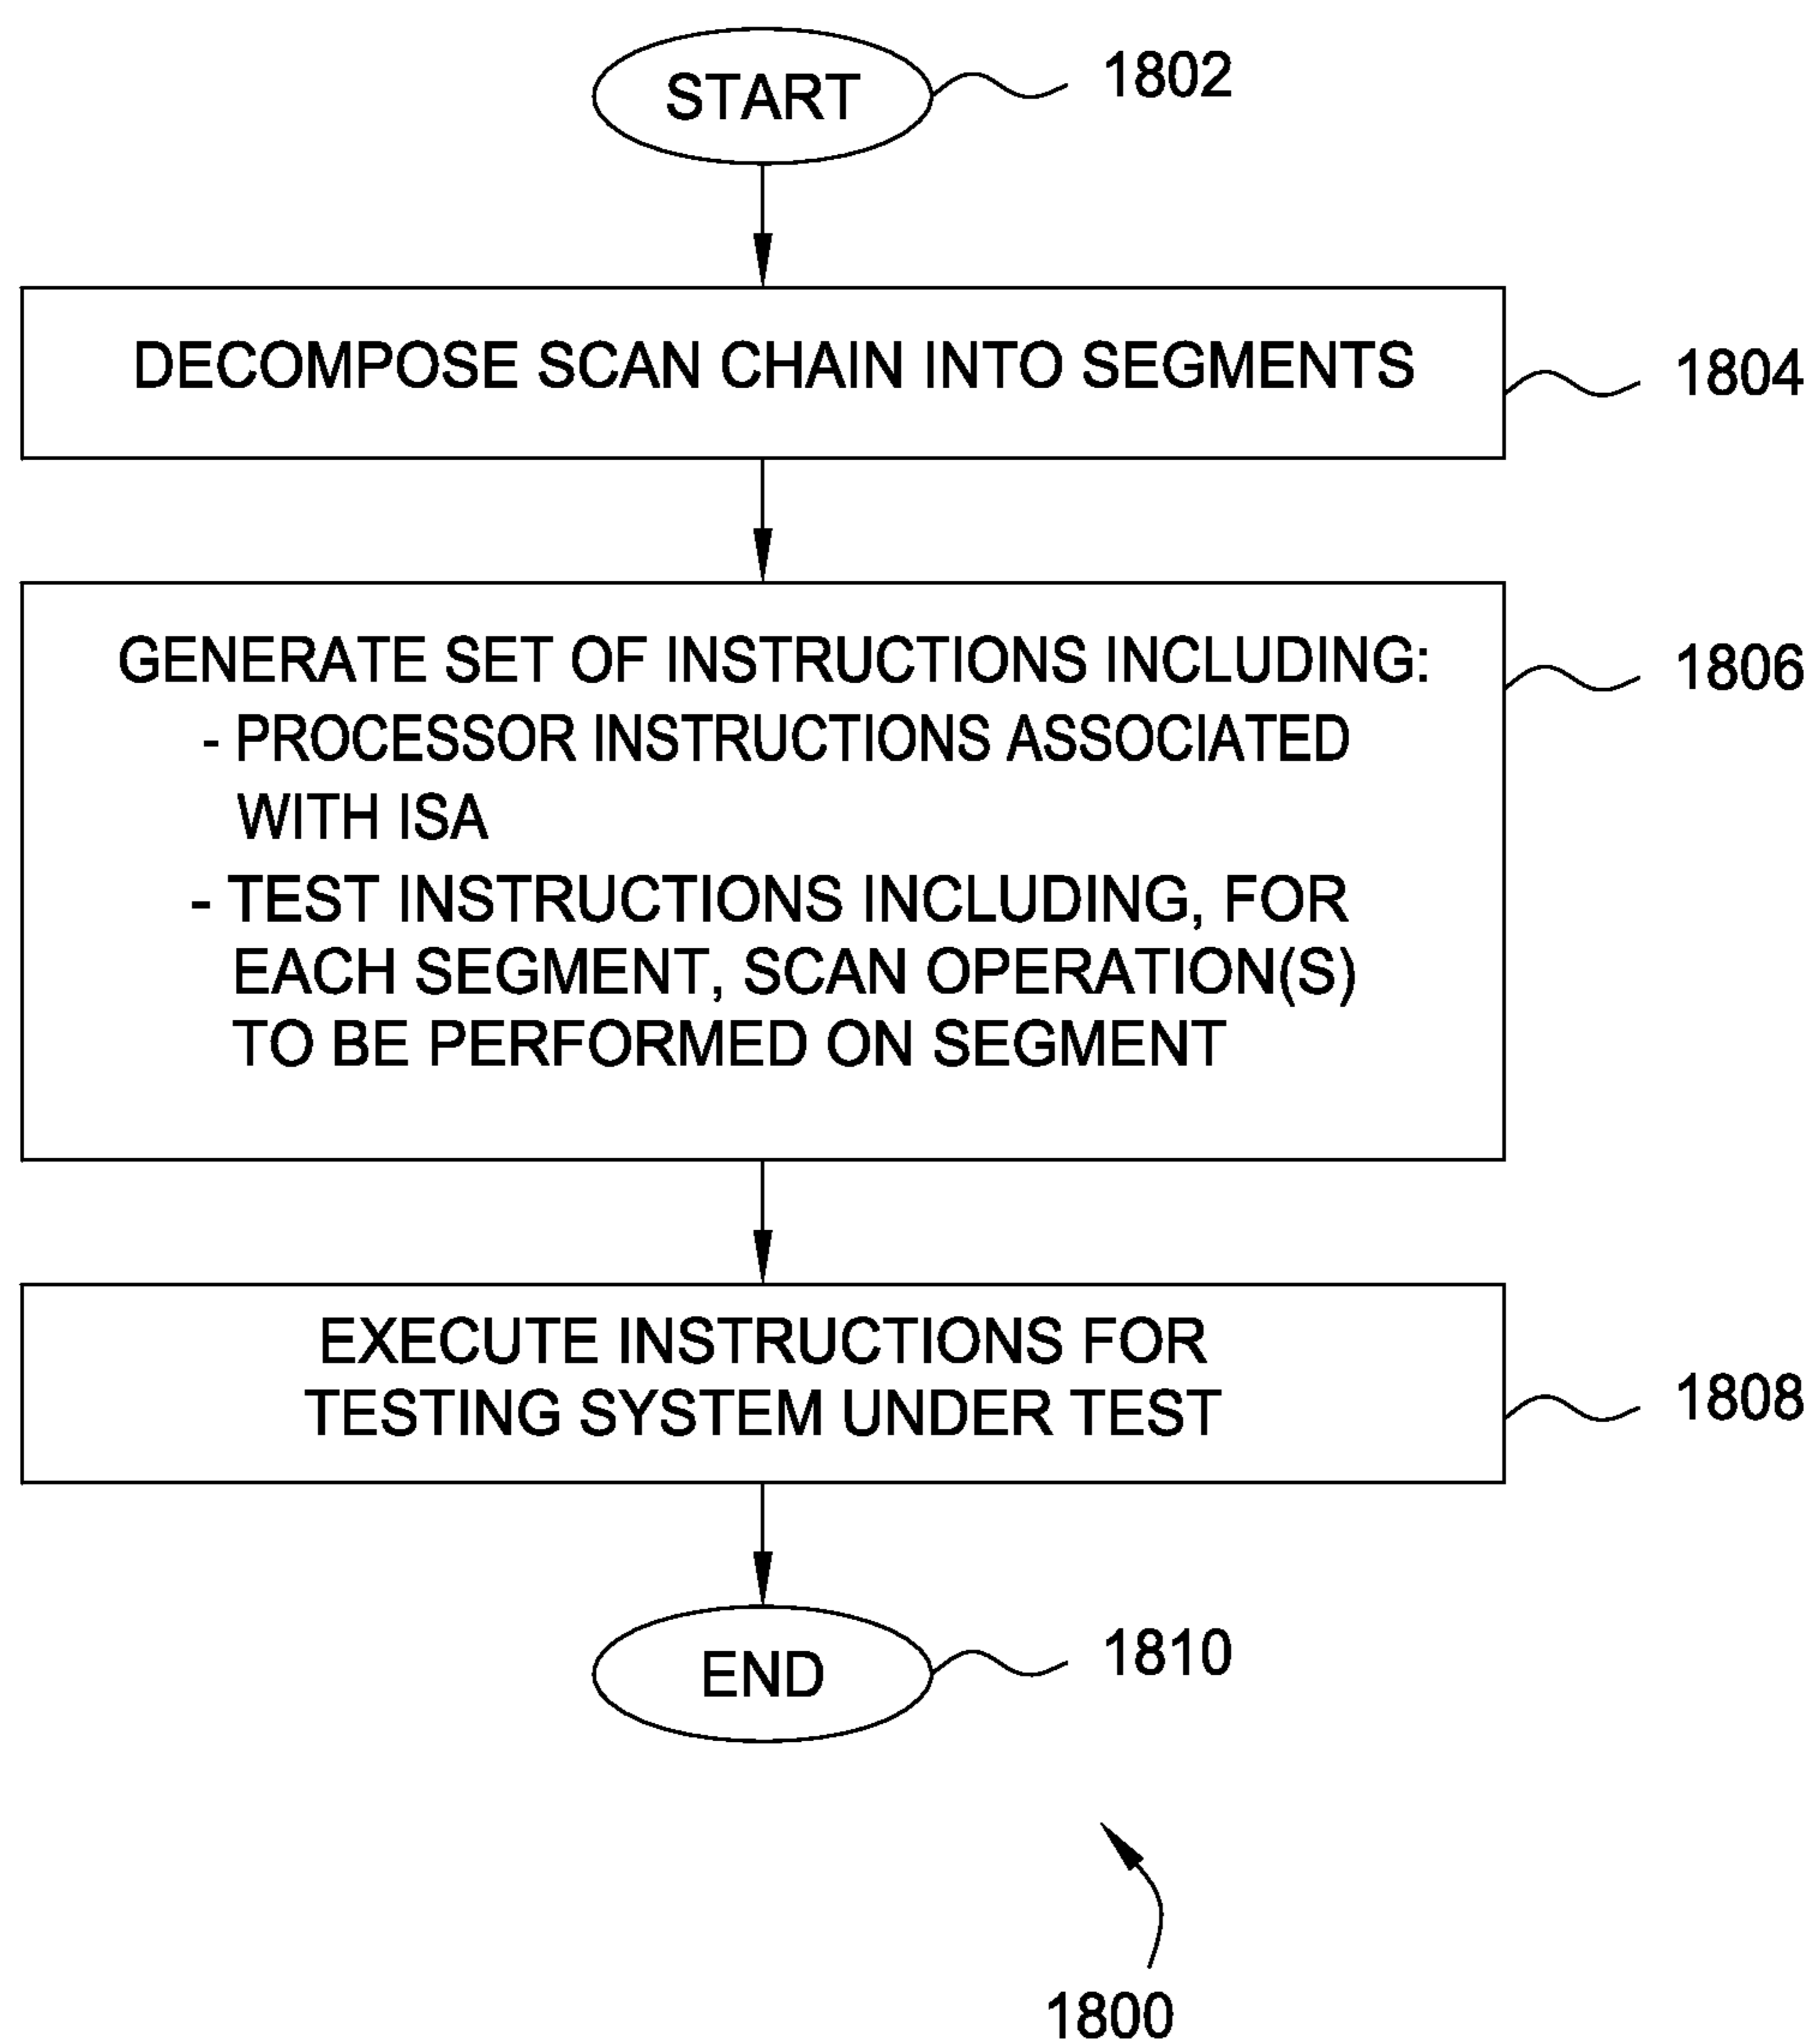 START
1802
DECOMPOSE SCAN CHAIN INTO SEGMENTS
1804
GENERATE SET OF INSTRUCTIONS INCLUDING:
1806
- PROCESSOR INSTRUCTIONS ASSOCIATED
WITH ISA
- TEST INSTRUCTIONS INCLUDING, FOR
EACH SEGMENT, SCAN OPERATION(S)
TO BE PERFORMED ON SEGMENT
EXECUTE INSTRUCTIONS FOR
TESTING SYSTEM UNDER TEST
1808
END
1810
1800